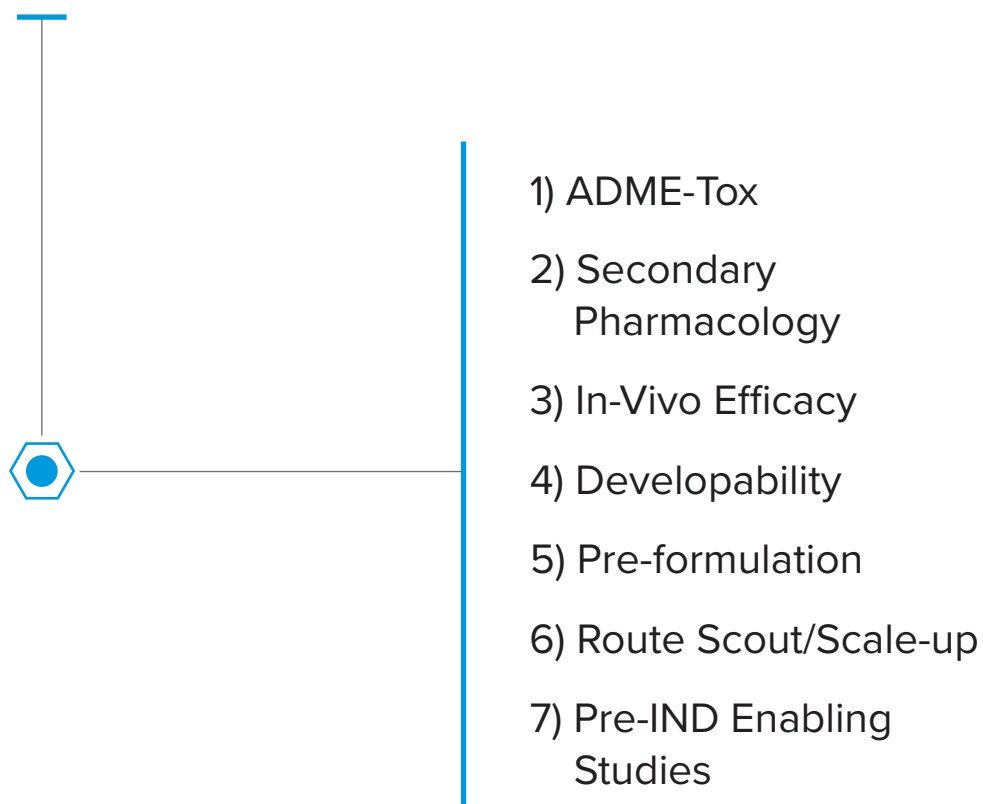 1) ADME-Tox
2) Secondary
Pharmacology
3) In-Vivo Efficacy
4) Developability
5) Pre-formulation
6) Route Scout/Scale-up
7) Pre-IND Enabling
Studies